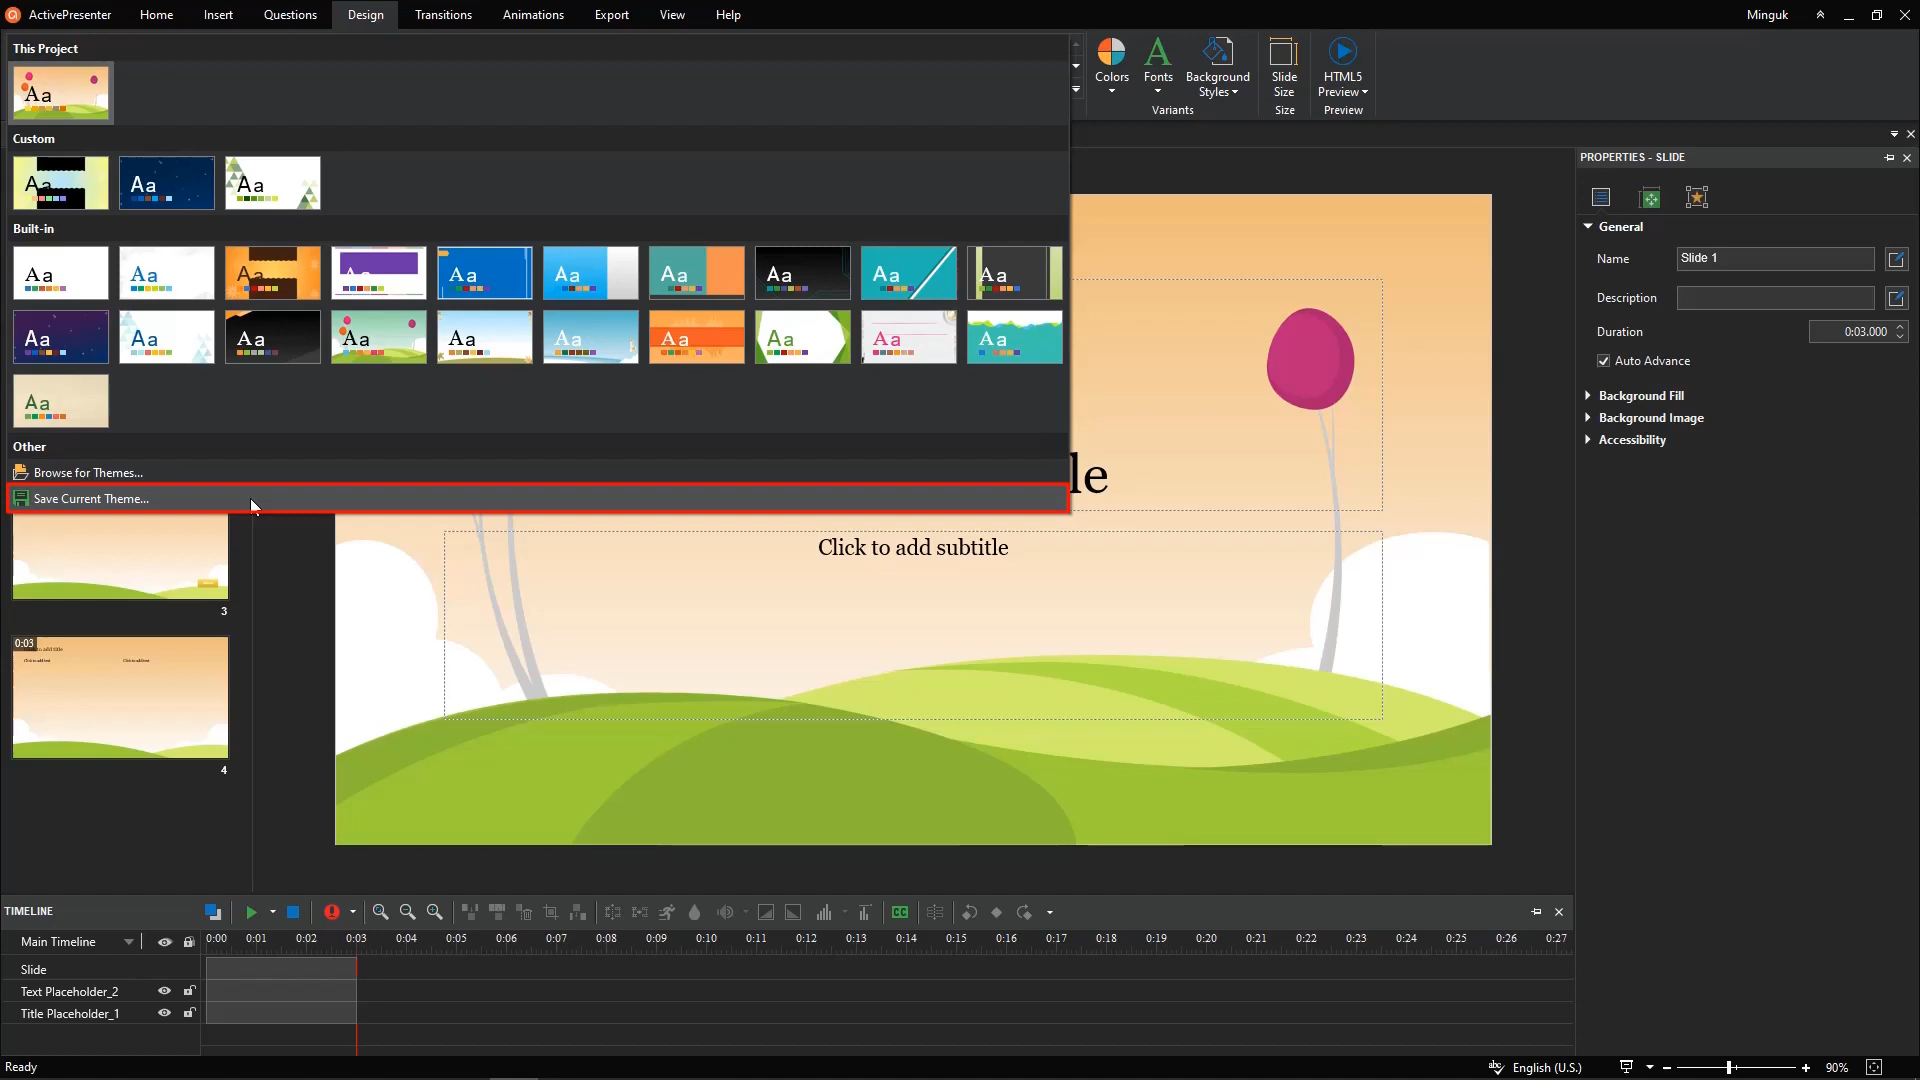 ActivePresenter Home Insert Questions Design Transitions Animations Export View Help Minguk
This Project
Aa
Colors Fonts Background Styles Slide Size HTML5 Preview
Variants Size Preview
Custom
Aa Aa Aa
Built-in
Aa Aa Aa Aa Aa Aa Aa Aa Aa Aa
Aa Aa Aa Aa Aa Aa Aa Aa Aa Aa
Aa
Other
Browse for Themes...
Save Current Theme...
3
0:03
4
le
Click to add subtitle
PROPERTIES - SLIDE
General
Name Slide 1
Description
Duration 0:03.000
Auto Advance
Background Fill
Background Image
Accessibility
TIMELINE CC
Main Timeline 0:00 0:01 0:02 0:03 0:04 0:05 0:06 0:07 0:08 0:09 0:10 0:11 0:12 0:13 0:14 0:15 0:16 0:17 0:18 0:19 0:20 0:21 0:22 0:23 0:24 0:25 0:26 0:27
Slide
Text Placeholder_2
Title Placeholder_1
Ready abc English (U.S.) 90%